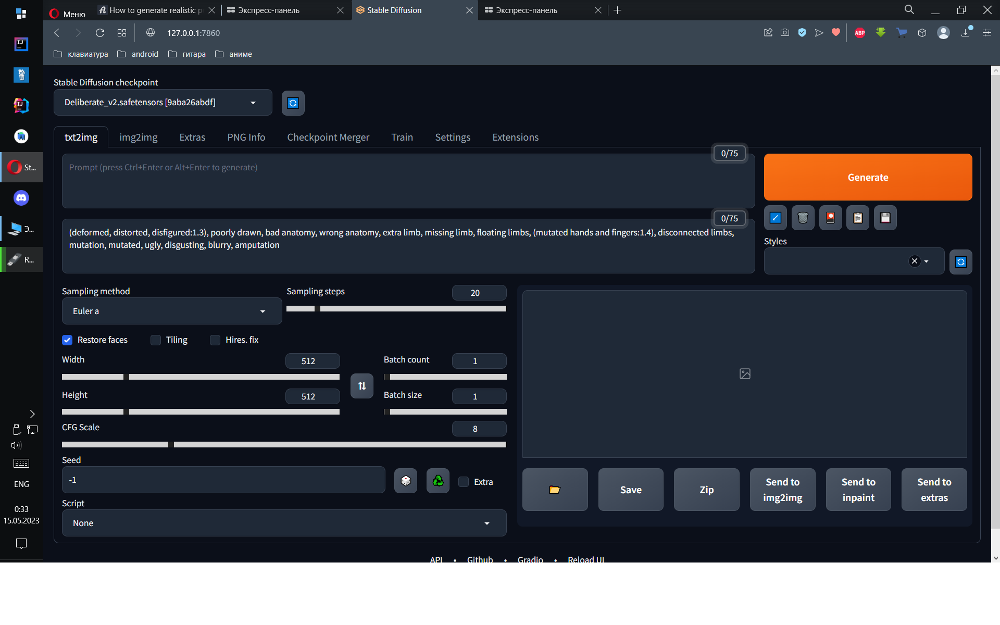 Меню
How to generate realistic p
Экспресс-панель
Stable Diffusion
Экспресс-панель
127.0.0.1:7860
ABP
клавиатура
android
гитара
аниме
IJ
IJ
St...
Э...
R...
ENG
0:33
15.05.2023
Stable Diffusion checkpoint
Deliberate_v2.safetensors [9aba26abdf]
txt2img
img2img
Extras
PNG Info
Checkpoint Merger
Train
Settings
Extensions
0/75
Prompt (press Ctrl+Enter or Alt+Enter to generate)
Generate
0/75
(deformed, distorted, disfigured:1.3), poorly drawn, bad anatomy, wrong anatomy, extra limb, missing limb, floating limbs, (mutated hands and fingers:1.4), disconnected limbs,
mutation, mutated, ugly, disgusting, blurry, amputation
Styles
Sampling method
Euler a
Sampling steps
20
Restore faces
Tiling
Hires. fix
Width
512
Height
512
Batch count
1
Batch size
1
CFG Scale
8
Seed
-1
Extra
Script
None
Save
Zip
Send to
img2img
Send to
inpaint
Send to
extras
API • Github • Gradio • Reload UI